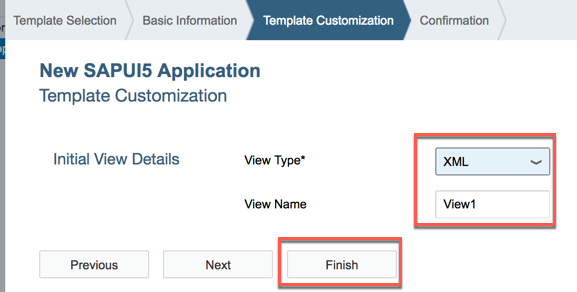 Template Selection Basic Information Template Customization Confirmation
New SAPUI5 Application
Template Customization
Initial View Details View Type* XML
View Name View1
Previous Next Finish